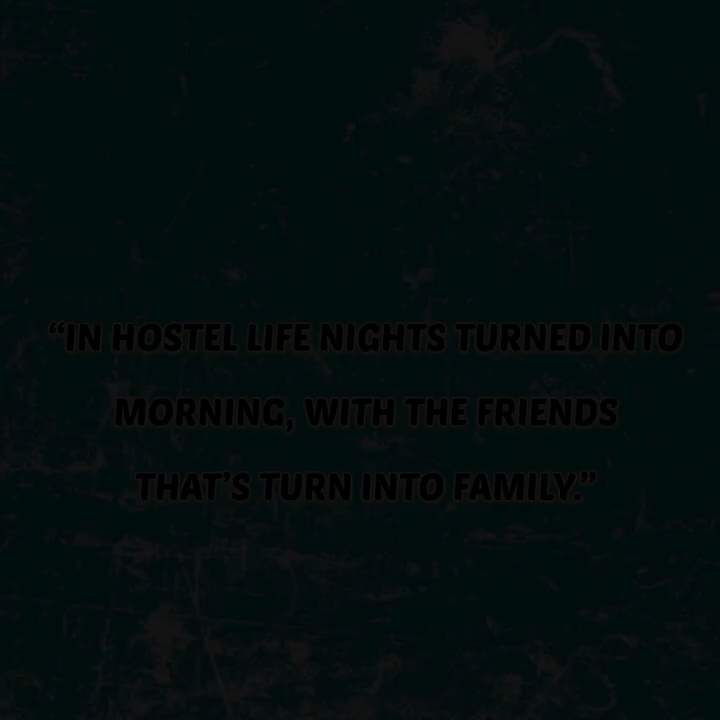 “IN HOSTEL LIFE NIGHTS TURNED INTO
MORNING, WITH THE FRIENDS
THAT’S TURN INTO FAMILY.”